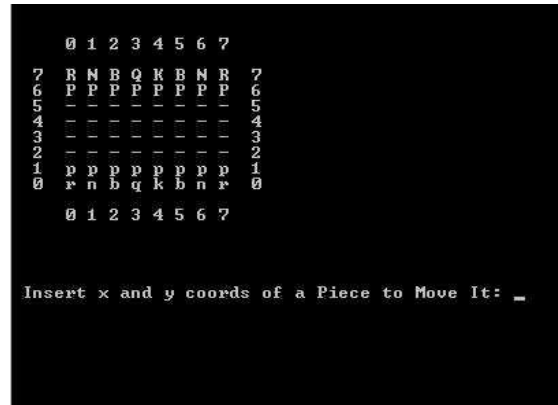 0 1 2 3 4 5 6 7
7 R N B Q K B N R 7
6 P P P P P P P P 6
5 - - - - - - - - 5
4 - - - - - - - - 4
3 - - - - - - - - 3
2 - - - - - - - - 2
1 p p p p p p p p 1
0 r n b q k b n r 0
0 1 2 3 4 5 6 7
Insert x and y coords of a Piece to Move It: _